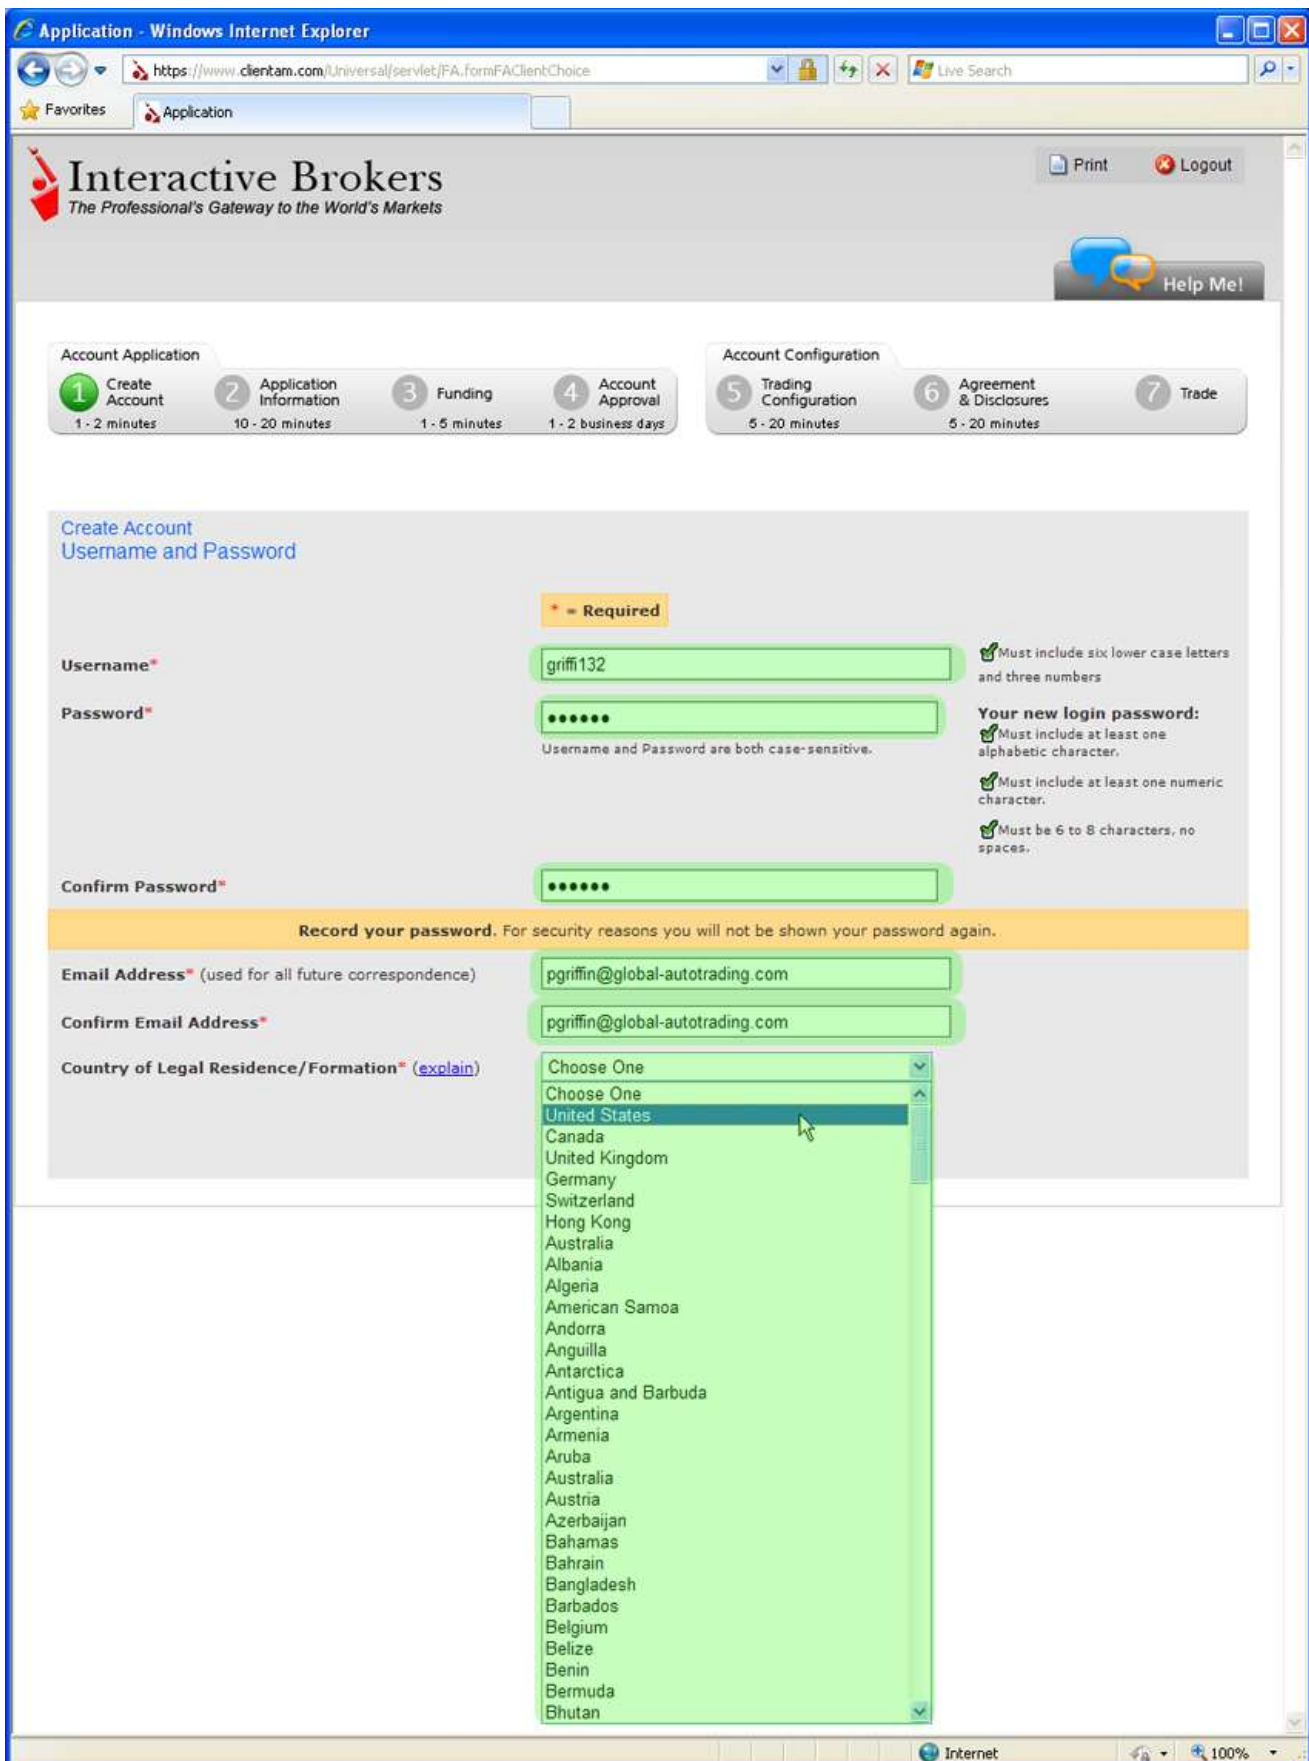 Application - Windows Internet Explorer
https://www.clientam.com/Universal/servlet/FA.formFAClientChoice
Live Search
Favorites
Application
Interactive Brokers
The Professional's Gateway to the World's Markets
Print
Logout
Help Me!
Account Application
1 Create Account
1 - 2 minutes
2 Application Information
10 - 20 minutes
3 Funding
1 - 5 minutes
4 Account Approval
1 - 2 business days
Account Configuration
5 Trading Configuration
5 - 20 minutes
6 Agreement & Disclosures
5 - 20 minutes
7 Trade
Create Account
Username and Password
* = Required
Username*
griffi132
Must include six lower case letters
and three numbers
Password*
••••••
Username and Password are both case-sensitive.
Your new login password:
Must include at least one
alphabetic character.
Must include at least one numeric
character.
Must be 6 to 8 characters, no
spaces.
Confirm Password*
••••••
Record your password. For security reasons you will not be shown your password again.
Email Address* (used for all future correspondence)
pgriffin@global-autotrading.com
Confirm Email Address*
pgriffin@global-autotrading.com
Country of Legal Residence/Formation* (explain)
Choose One
Choose One
United States
Canada
United Kingdom
Germany
Switzerland
Hong Kong
Australia
Albania
Algeria
American Samoa
Andorra
Anguilla
Antarctica
Antigua and Barbuda
Argentina
Armenia
Aruba
Australia
Austria
Azerbaijan
Bahamas
Bahrain
Bangladesh
Barbados
Belgium
Belize
Benin
Bermuda
Bhutan
Internet
100%